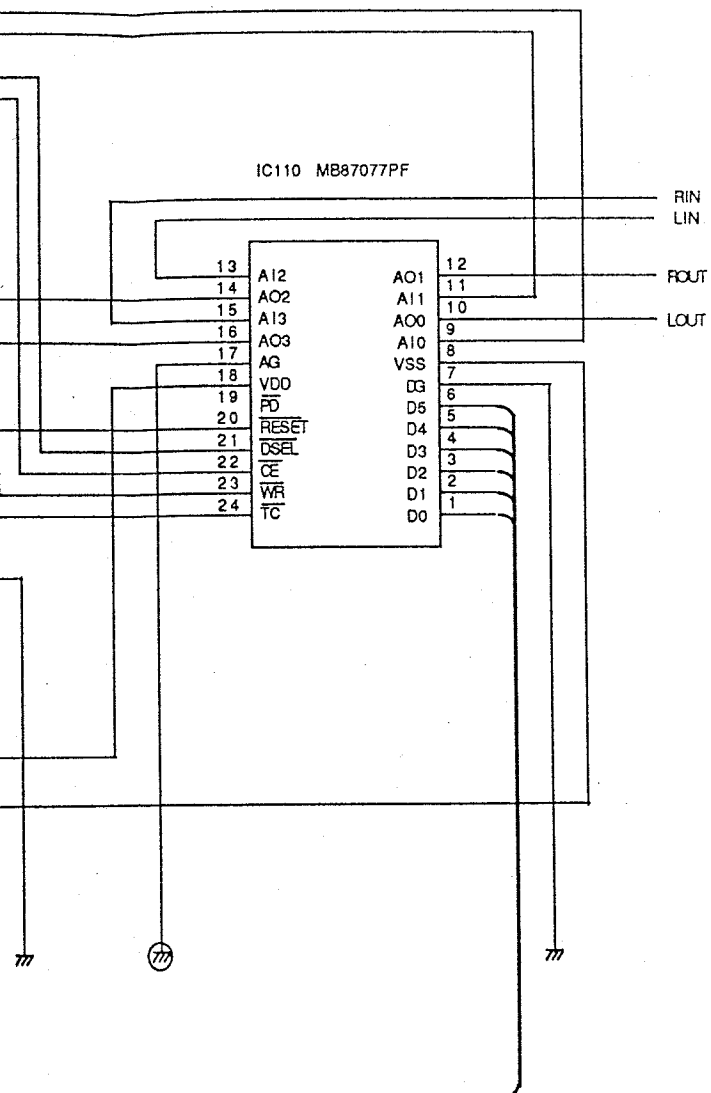 IC110 MB87077PF
RIN
LIN
ROUT
LOUT
13 AI2
14 AO2
15 AI3
16 AO3
17 AG
18 VDD
19 PD
20 RESET
21 DSEL
22 CE
23 WR
24 TC
AO1 12
AI1 11
AO0 10
AI0 9
VSS 8
DG 7
D5 6
D4 5
D3 4
D2 3
D1 2
D0 1